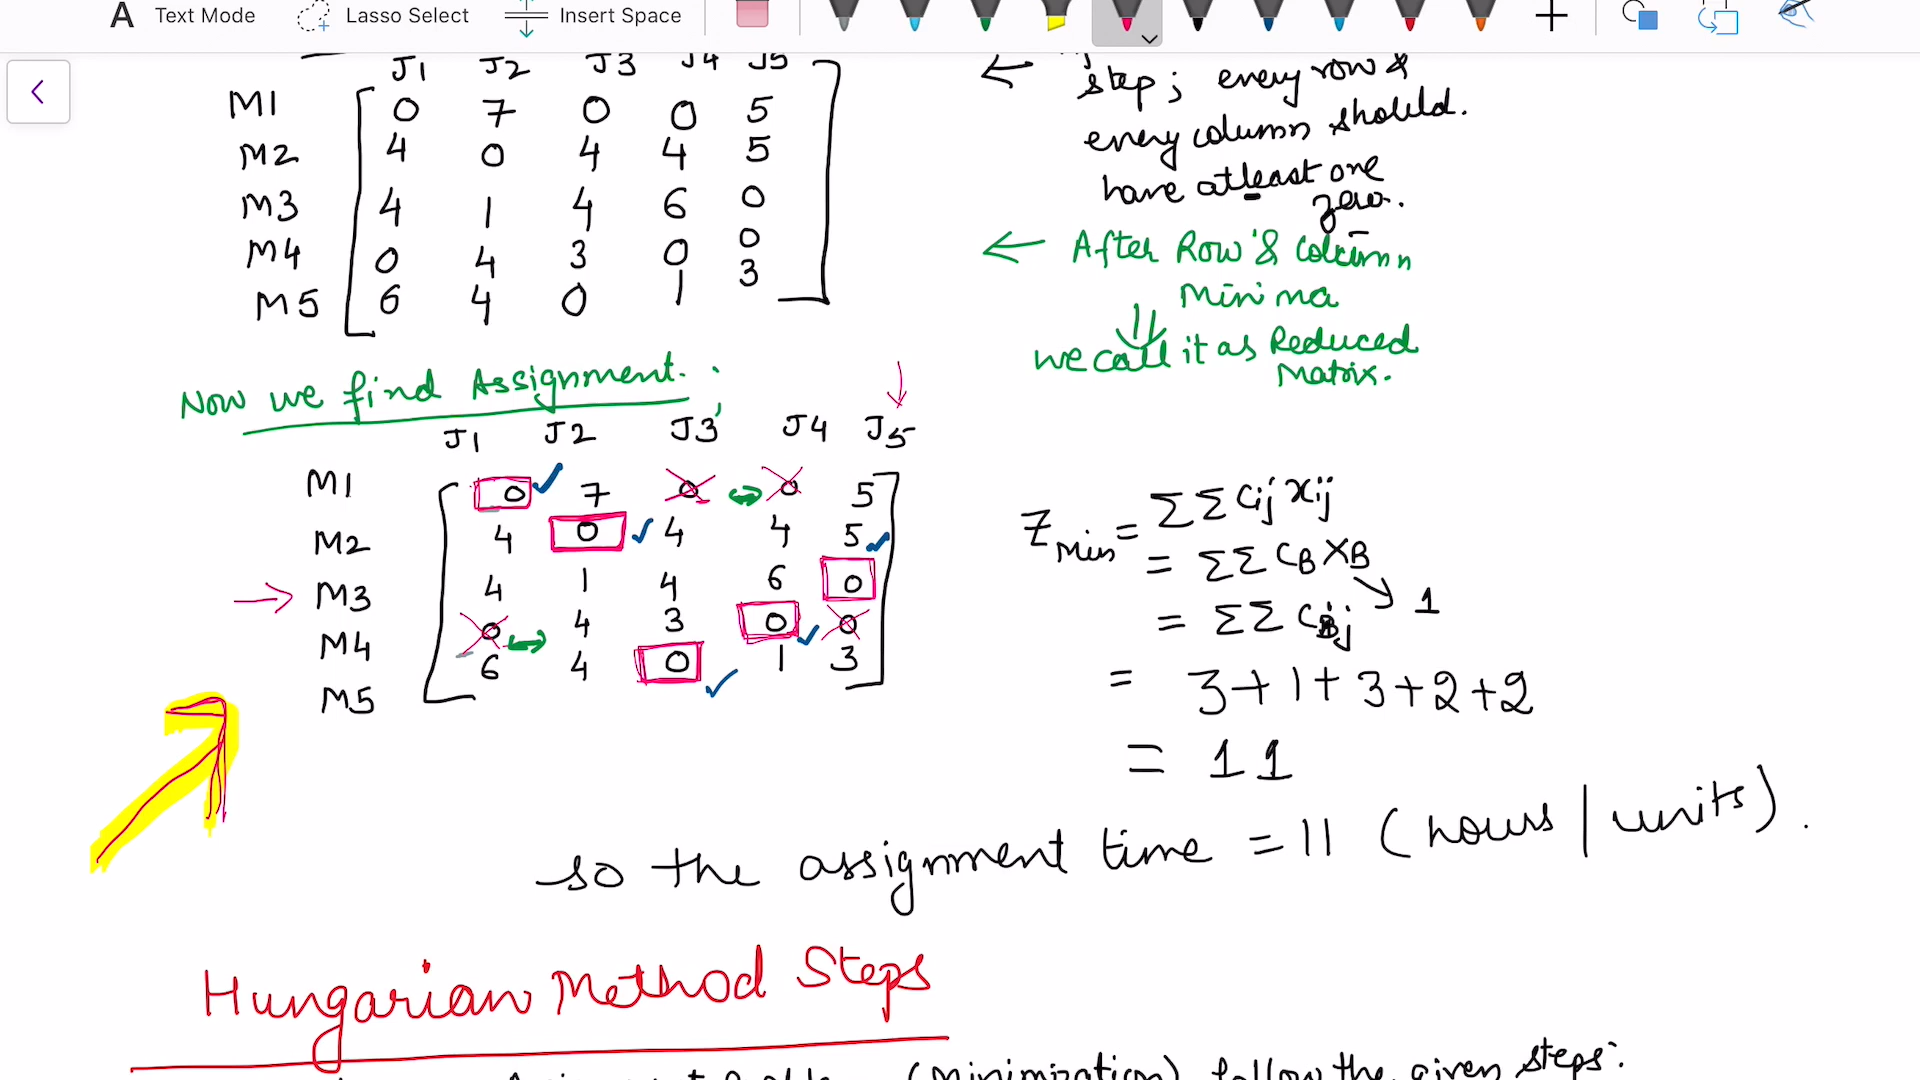 A Text Mode Lasso Select Insert Space
J1 J2 J3 J4 J5
M1 0 7 0 0 5
M2 4 0 4 4 5
M3 4 1 4 6 0
M4 0 4 3 0 0
M5 6 4 0 1 3
← step; every row &
every column should.
have atleast one
zero.
← After Row & Column
Minima
we call it as Reduced
Matrix.
Now we find Assignment.
J1 J2 J3 J4 J5
M1 0 7 0 0 5
M2 4 0 4 4 5
M3 4 1 4 6 0
M4 0 4 3 0 0
M5 6 4 0 1 3
Zmin = ΣΣ Cij xij
= ΣΣ CB XB
→ 1
= ΣΣ Cij
= 3+1+3+2+2
= 11
so the assignment time = 11 (hours | units).
Hungarian Method Steps
(minimization) follow the given steps: